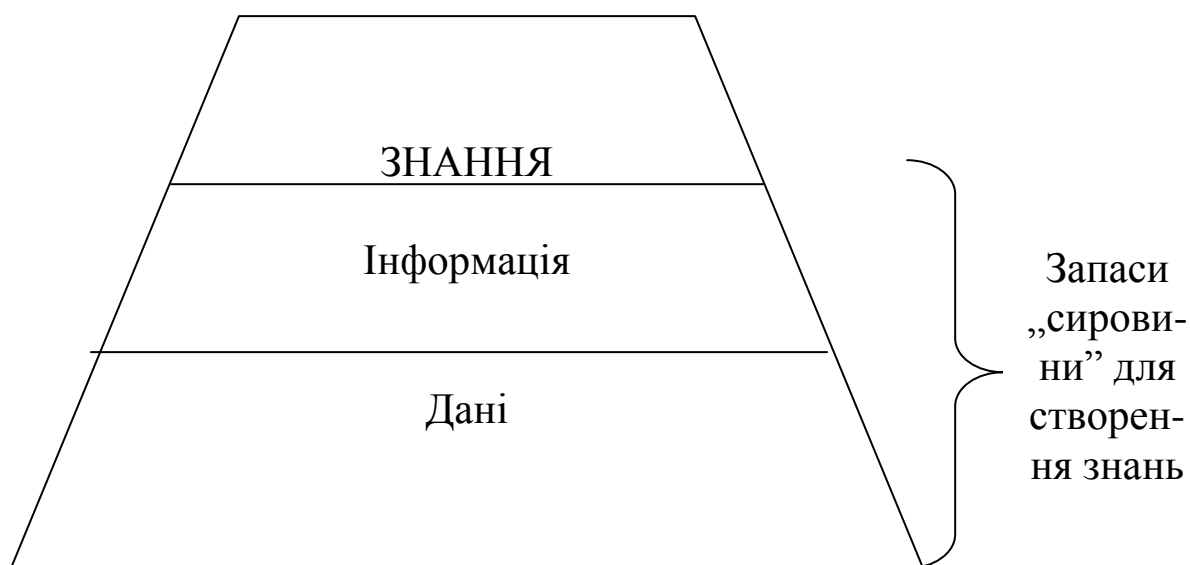 ЗНАННЯ
Інформація
Дані
Запаси
„сирови-
ни” для
створен-
ня знань